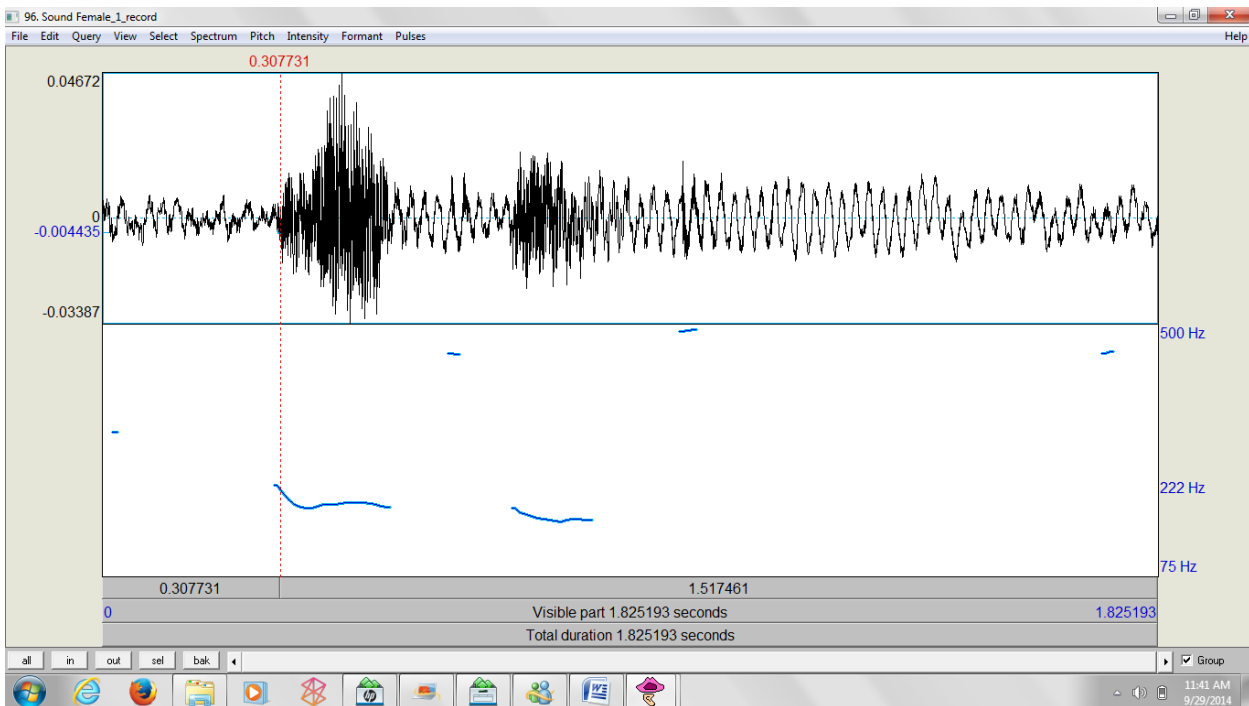 96. Sound Female_1_record
File Edit Query View Select Spectrum Pitch Intensity Formant Pulses Help
0.307731
0.04672
0
-0.004435
-0.03387
500 Hz
222 Hz
75 Hz
0.307731 1.517461
0 Visible part 1.825193 seconds 1.825193
Total duration 1.825193 seconds
all in out sel bak Group
hp W
11:41 AM
9/29/2014